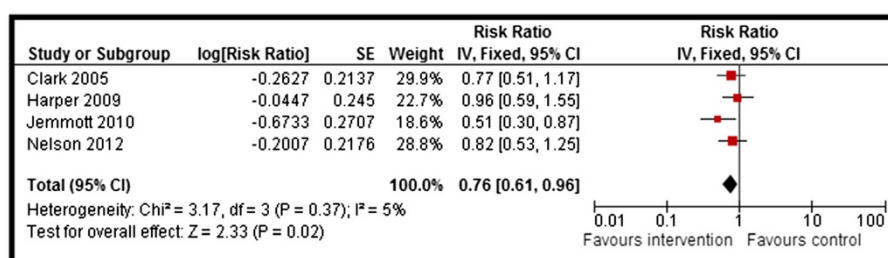 Risk Ratio Risk Ratio
Study or Subgroup log[Risk Ratio] SE Weight IV, Fixed, 95% CI IV, Fixed, 95% CI
Clark 2005 -0.2627 0.2137 29.9% 0.77 [0.51, 1.17]
Harper 2009 -0.0447 0.245 22.7% 0.96 [0.59, 1.55]
Jemmott 2010 -0.6733 0.2707 18.6% 0.51 [0.30, 0.87]
Nelson 2012 -0.2007 0.2176 28.8% 0.82 [0.53, 1.25]
Total (95% CI) 100.0% 0.76 [0.61, 0.96]
Heterogeneity: Chi² = 3.17, df = 3 (P = 0.37); I² = 5%
Test for overall effect: Z = 2.33 (P = 0.02)
0.01 0.1 1 10 100
Favours intervention Favours control